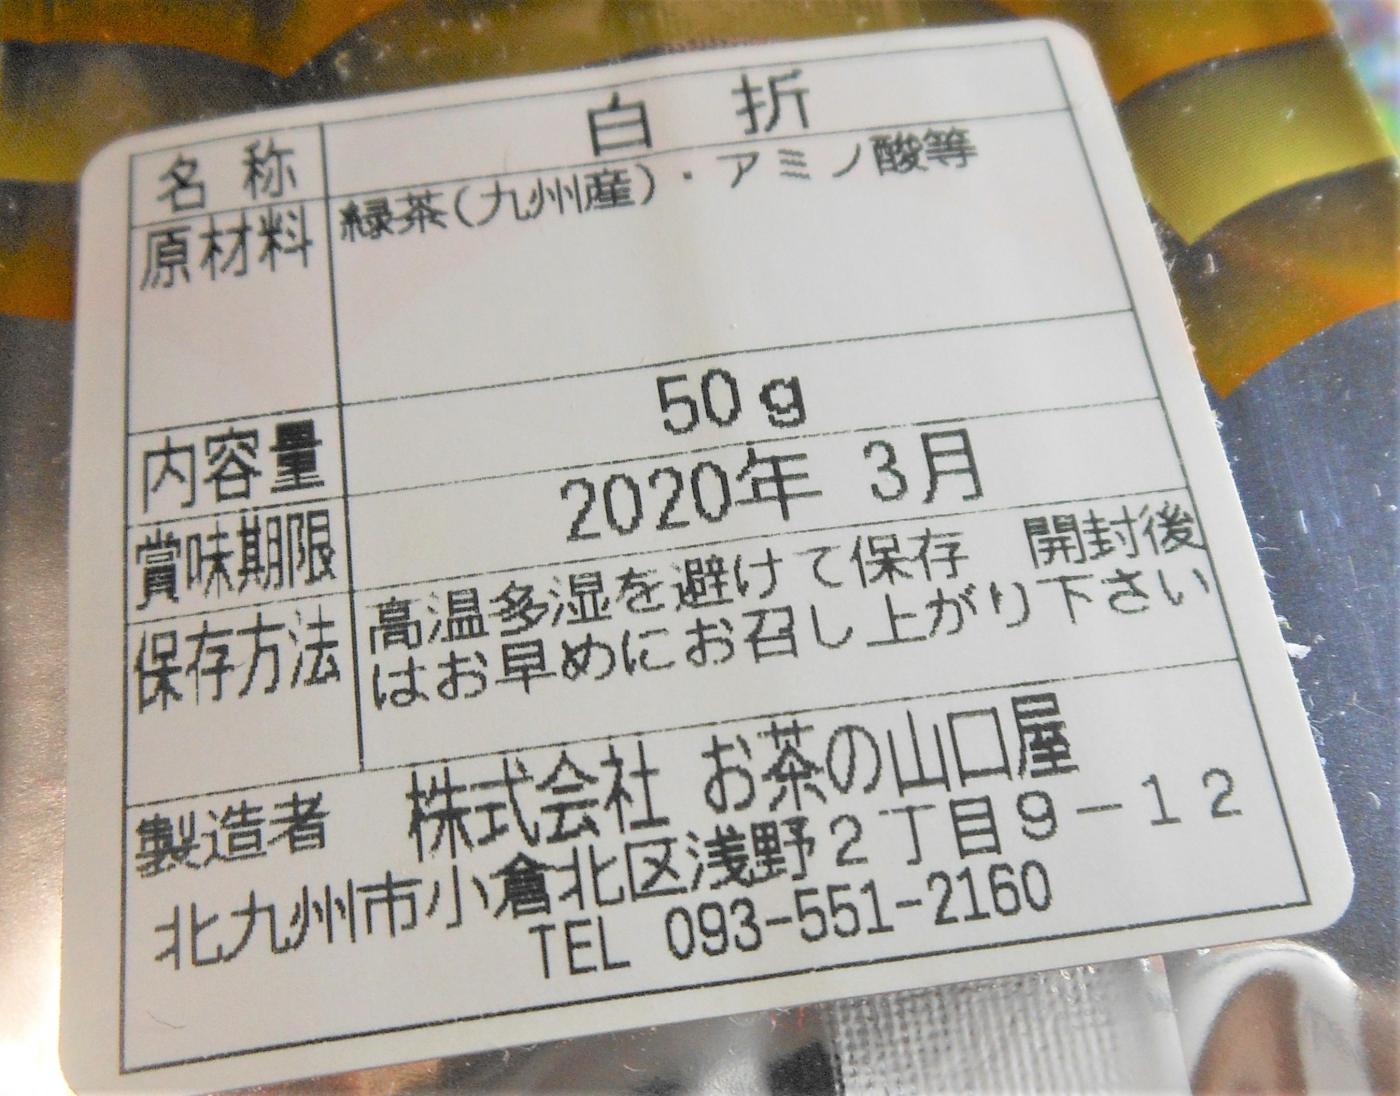 名称 白折
原材料 緑茶(九州産)・アミノ酸等
内容量 50g
賞味期限 2020年 3月
保存方法 高温多湿を避けて保存 開封後
はお早めにお召し上がり下さい
製造者 株式会社 お茶の山口屋
北九州市小倉北区浅野2丁目9-12
TEL 093-551-2160